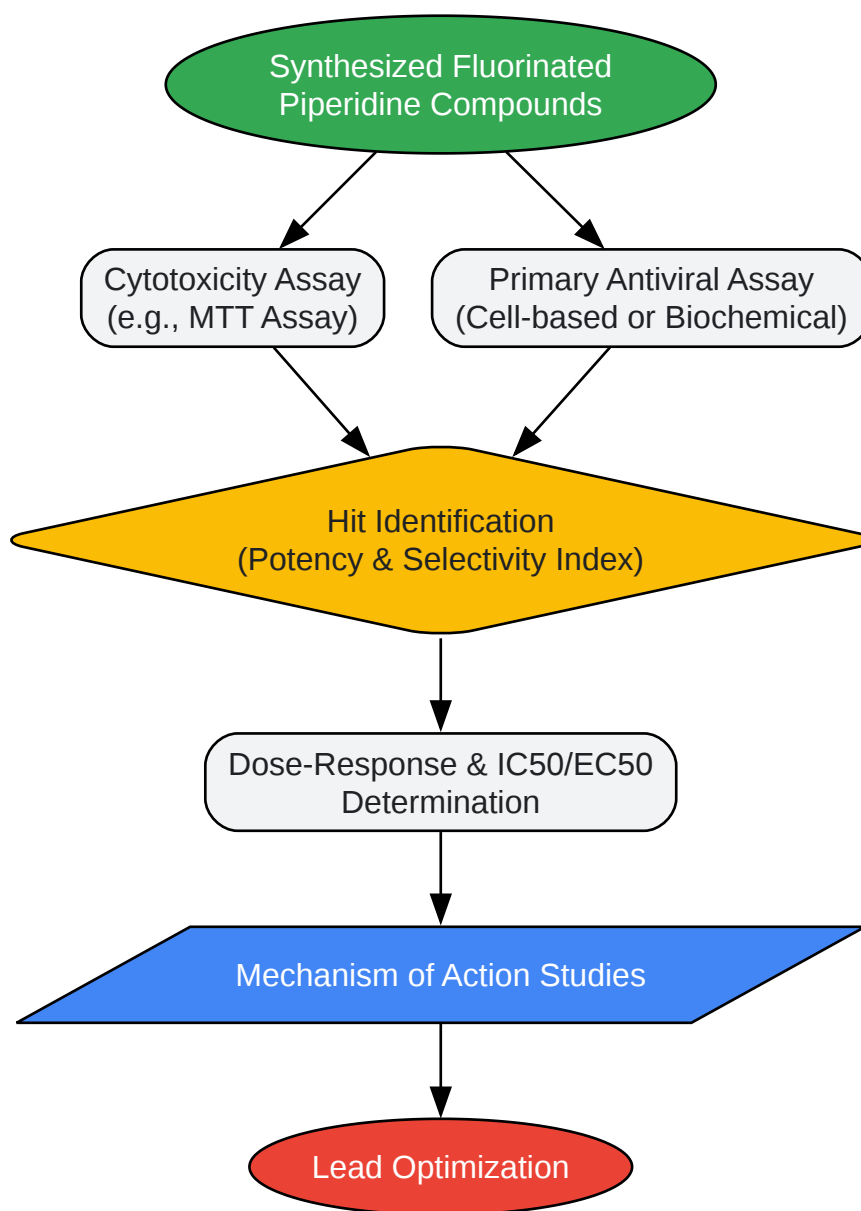 Synthesized Fluorinated
Piperidine Compounds
Cytotoxicity Assay
(e.g., MTT Assay)
Primary Antiviral Assay
(Cell-based or Biochemical)
Hit Identification
(Potency & Selectivity Index)
Dose-Response & IC50/EC50
Determination
Mechanism of Action Studies
Lead Optimization